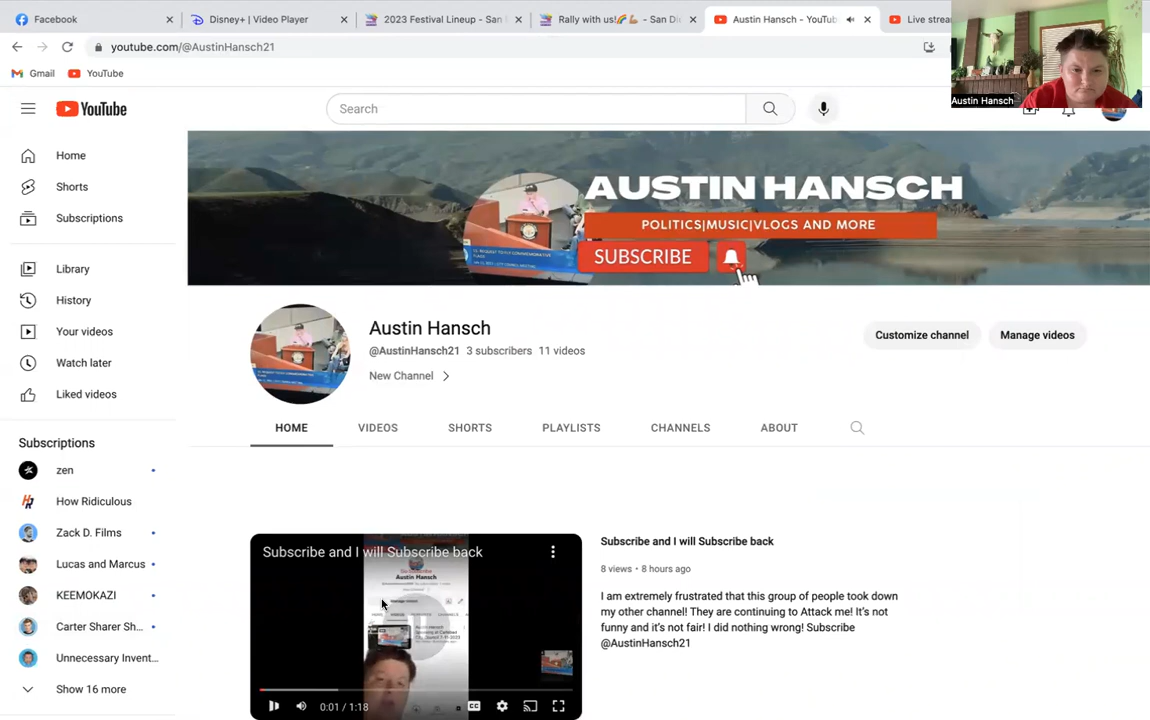 Facebook
Disney+ | Video Player
2023 Festival Lineup - San
Rally with us!🌈💪 - San Di
Austin Hansch - YouTub
Live strea
youtube.com/@AustinHansch21
Gmail
YouTube
Austin Hansch
YouTube
Search
Home
Shorts
Subscriptions
Library
History
Your videos
Watch later
Liked videos
Subscriptions
zen
How Ridiculous
Zack D. Films
Lucas and Marcus
KEEMOKAZI
Carter Sharer Sh...
Unnecessary Invent...
Show 16 more
AUSTIN HANSCH
POLITICS|MUSIC|VLOGS AND MORE
SUBSCRIBE
Austin Hansch
@AustinHansch21 3 subscribers 11 videos
New Channel
Customize channel
Manage videos
HOME
VIDEOS
SHORTS
PLAYLISTS
CHANNELS
ABOUT
Subscribe and I will Subscribe back
Austin Hansch
0:01 / 1:18
CC
Subscribe and I will Subscribe back
8 views • 8 hours ago
I am extremely frustrated that this group of people took down
my other channel! They are continuing to Attack me! It's not
funny and it's not fair! I did nothing wrong! Subscribe
@AustinHansch21